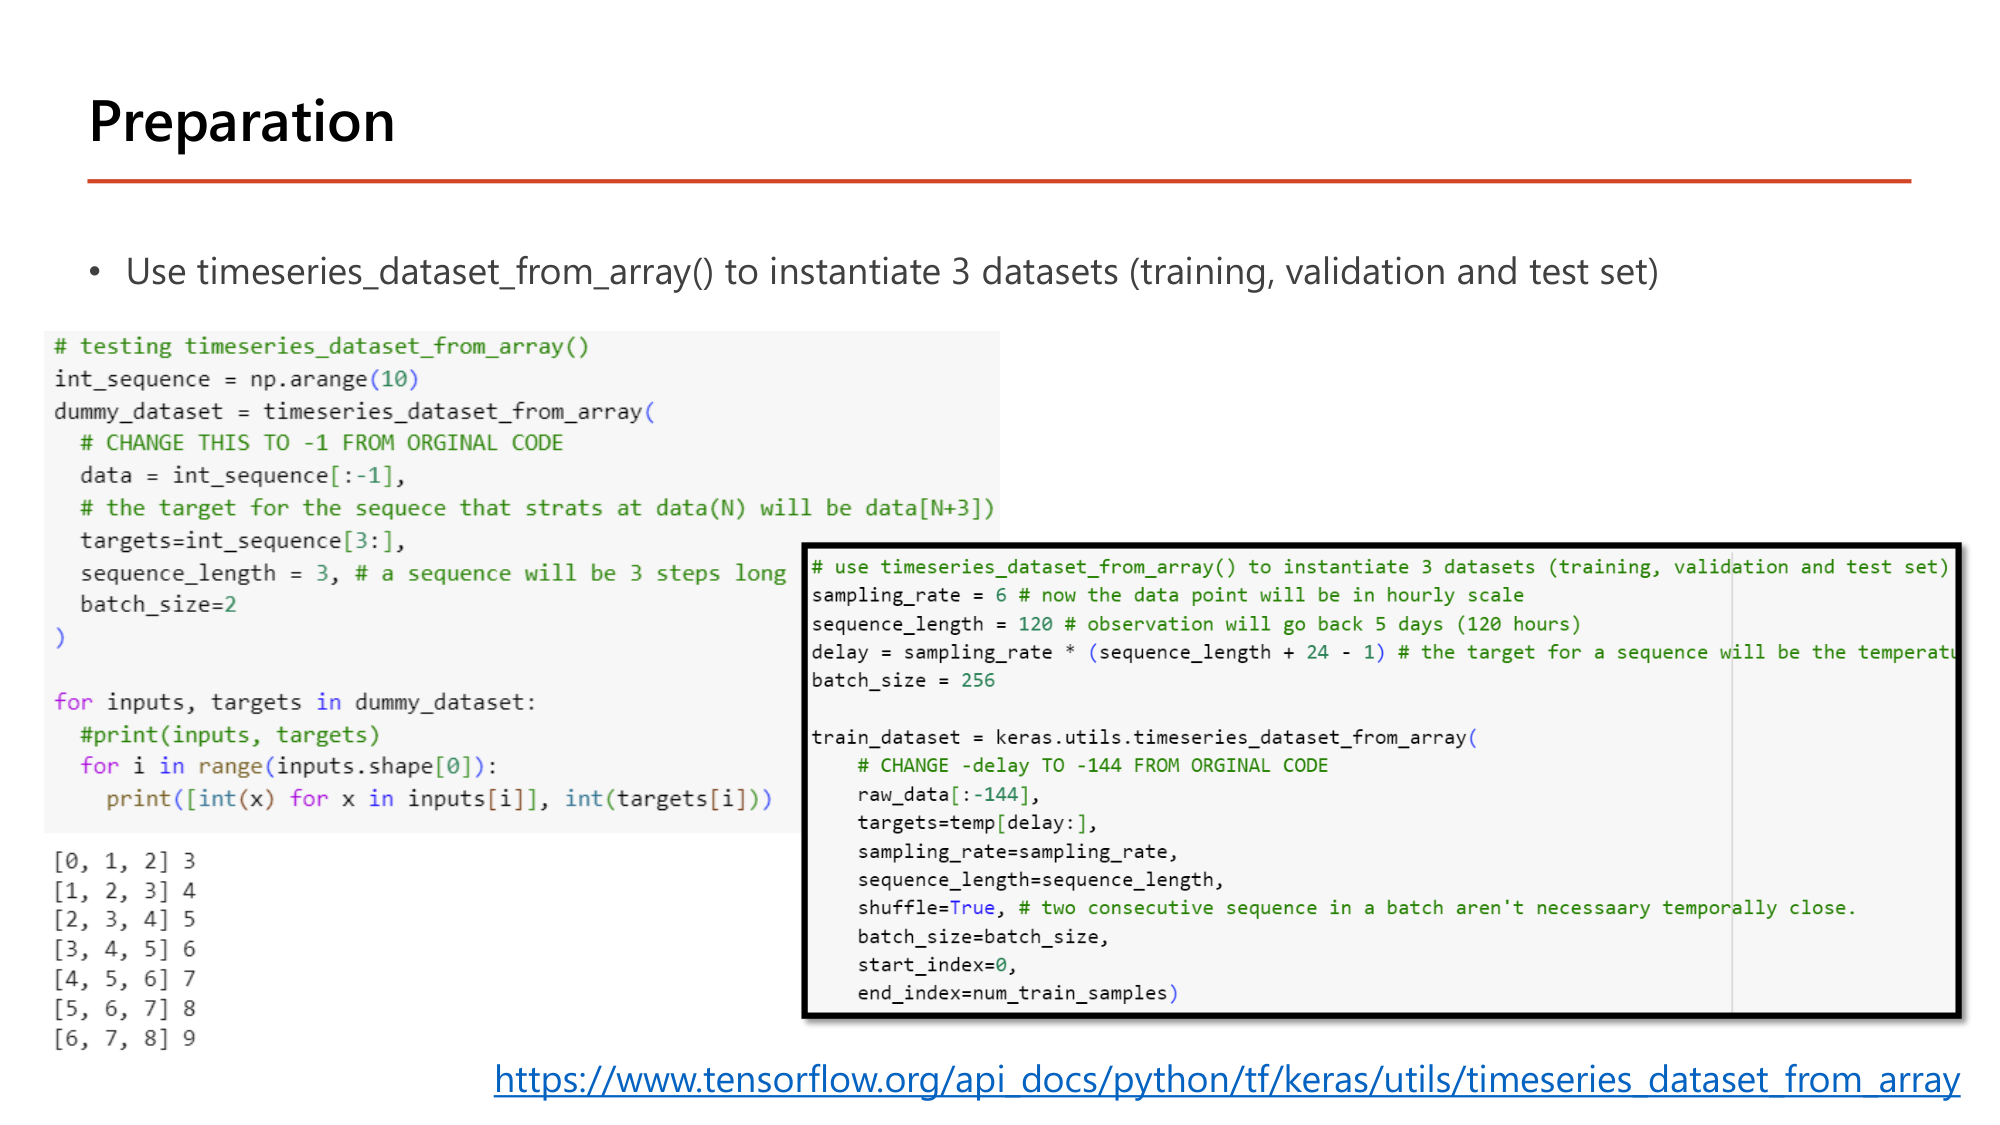 Preparation
• Use timeseries_dataset_from_array() to instantiate 3 datasets (training, validation and test set)
# testing timeseries_dataset_from_array()
int_sequence = np.arange(10)
dummy_dataset = timeseries_dataset_from_array(
# CHANGE THIS TO -1 FROM ORGINAL CODE
data = int_sequence[:-1],
# the target for the sequece that strats at data(N) will be data[N+3])
targets=int_sequence[3:],
sequence_length = 3, # a sequence will be 3 steps long
batch_size=2
)
for inputs, targets in dummy_dataset:
#print(inputs, targets)
for i in range(inputs.shape[0]):
print([int(x) for x in inputs[i]], int(targets[i]))
[0, 1, 2] 3
[1, 2, 3] 4
[2, 3, 4] 5
[3, 4, 5] 6
[4, 5, 6] 7
[5, 6, 7] 8
[6, 7, 8] 9
# use timeseries_dataset_from_array() to instantiate 3 datasets (training, validation and test set)
sampling_rate = 6 # now the data point will be in hourly scale
sequence_length = 120 # observation will go back 5 days (120 hours)
delay = sampling_rate * (sequence_length + 24 - 1) # the target for a sequence will be the temperatu
batch_size = 256
train_dataset = keras.utils.timeseries_dataset_from_array(
# CHANGE -delay TO -144 FROM ORGINAL CODE
raw_data[:-144],
targets=temp[delay:],
sampling_rate=sampling_rate,
sequence_length=sequence_length,
shuffle=True, # two consecutive sequence in a batch aren't necessaary temporally close.
batch_size=batch_size,
start_index=0,
end_index=num_train_samples)
https://www.tensorflow.org/api_docs/python/tf/keras/utils/timeseries_dataset_from_array